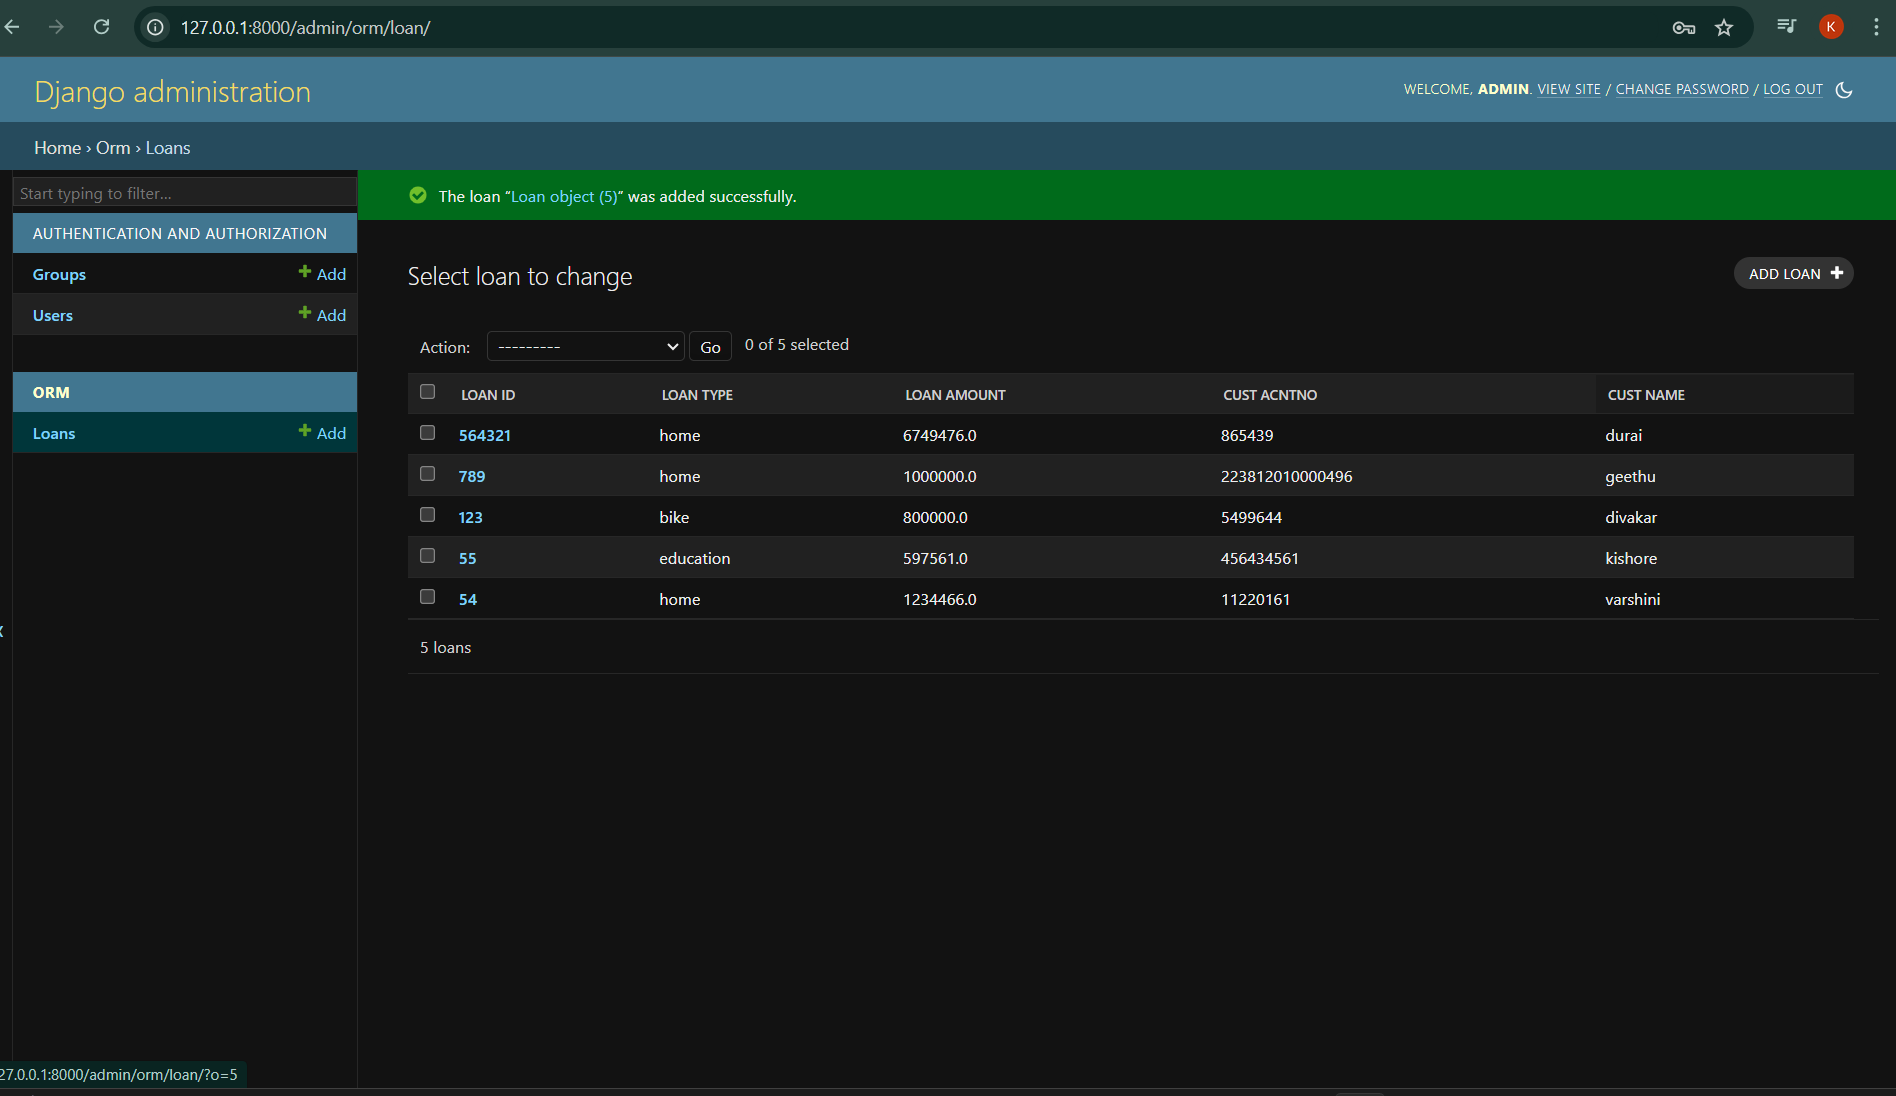 127.0.0.1:8000/admin/orm/loan/
K
Django administration
WELCOME, ADMIN. VIEW SITE / CHANGE PASSWORD / LOG OUT
Home › Orm › Loans
Start typing to filter...
The loan “Loan object (5)” was added successfully.
AUTHENTICATION AND AUTHORIZATION
Groups Add
Users Add
ORM
Loans Add
Select loan to change
ADD LOAN
Action: --------- Go 0 of 5 selected
LOAN ID LOAN TYPE LOAN AMOUNT CUST ACNTNO CUST NAME
564321 home 6749476.0 865439 durai
789 home 1000000.0 223812010000496 geethu
123 bike 800000.0 5499644 divakar
55 education 597561.0 456434561 kishore
54 home 1234466.0 11220161 varshini
5 loans
27.0.0.1:8000/admin/orm/loan/?o=5